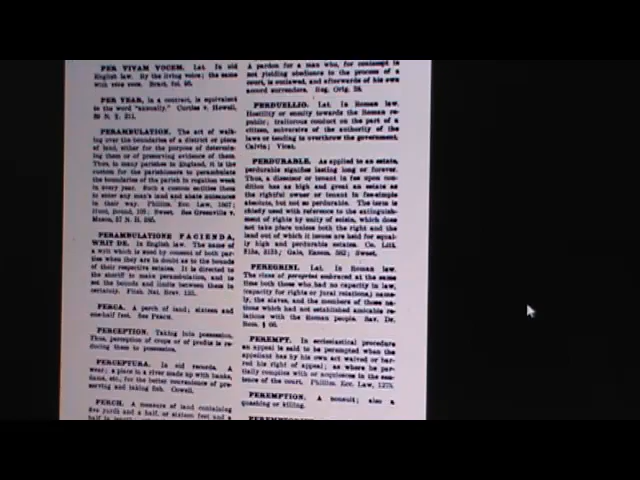 PER VIVAM VOCEM. Lat. In old
English law. By the living voice; the same
with viva voce. Bract. fol. 95.
PER YEAR, in a contract, is equivalent
to the word "annually." Curtiss v. Howell,
39 N. Y. 211.
PERAMBULATION. The act of walk-
ing over the boundaries of a district or piece
of land, either for the purpose of determin-
ing them or of preserving evidence of them.
Thus, in many parishes in England, it is the
custom for the parishioners to perambulate
the boundaries of the parish in rogation week
in every year. Such a custom entitles them
to enter any man's land and abate nuisances
in their way. Phillim. Ecc. Law, 1867;
Hunt, Bound. 103; Sweet. See Greenville v.
Mason, 57 N. H. 385.
PERAMBULATIONE FACIENDA,
WRIT DE. In English law. The name of
a writ which is sued by consent of both par-
ties when they are in doubt as to the bounds
of their respective estates. It is directed to
the sheriff to make perambulation, and to
set the bounds and limits between them in
certainty. Fitzh. Nat. Brev. 133.
PERCA. A perch of land; sixteen and
one-half feet. See PERCH.
PERCEPTION. Taking into possession.
Thus, perception of crops or of profits is re-
ducing them to possession.
PERCEPTURA. In old records. A
wear; a place in a river made up with banks,
dams, etc., for the better convenience of pre-
serving and taking fish. Cowell.
PERCH. A measure of land containing
five yards and a half, or sixteen feet and a
half in length
A pardon for a man who, for contempt in
not yielding obedience to the process of a
court, is outlawed, and afterwards of his own
accord surrenders. Reg. Orig. 28.
PERDUELLIO. Lat. In Roman law.
Hostility or enmity towards the Roman re-
public; traitorous conduct on the part of a
citizen, subversive of the authority of the
laws or tending to overthrow the government.
Calvin; Vicat.
PERDURABLE. As applied to an estate,
perdurable signifies lasting long or forever.
Thus, a disseisor or tenant in fee upon con-
dition has as high and great an estate as
the rightful owner or tenant in fee-simple
absolute, but not so perdurable. The term is
chiefly used with reference to the extinguish-
ment of rights by unity of seisin, which does
not take place unless both the right and the
land out of which it issues are held for equal-
ly high and perdurable estates. Co. Litt.
313a, 313b; Gale, Easem. 582; Sweet.
PEREGRINI. Lat. In Roman law.
The class of peregrini embraced at the same
time both those who had no capacity in law,
(capacity for rights or jural relations,) name-
ly, the slaves, and the members of those na-
tions which had not established amicable re-
lations with the Roman people. Sav. Dr.
Rom. § 66.
PEREMPT. In ecclesiastical procedure
an appeal is said to be perempted when the
appellant has by his own act waived or bar-
red his right of appeal; as where he par-
tially complies with or acquiesces in the sen-
tence of the court. Phillim. Ecc. Law, 1275.
PEREMPTION. A nonsuit; also a
quashing or killing.